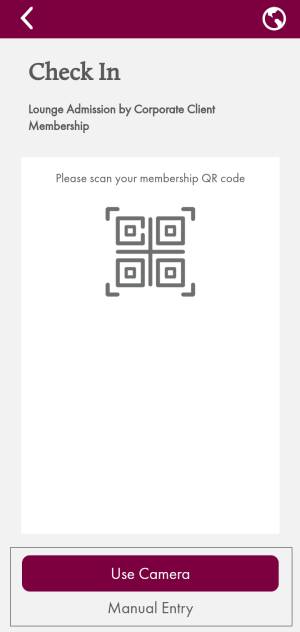 Check In
Lounge Admission by Corporate Client
Membership
Please scan your membership QR code
Use Camera
Manual Entry